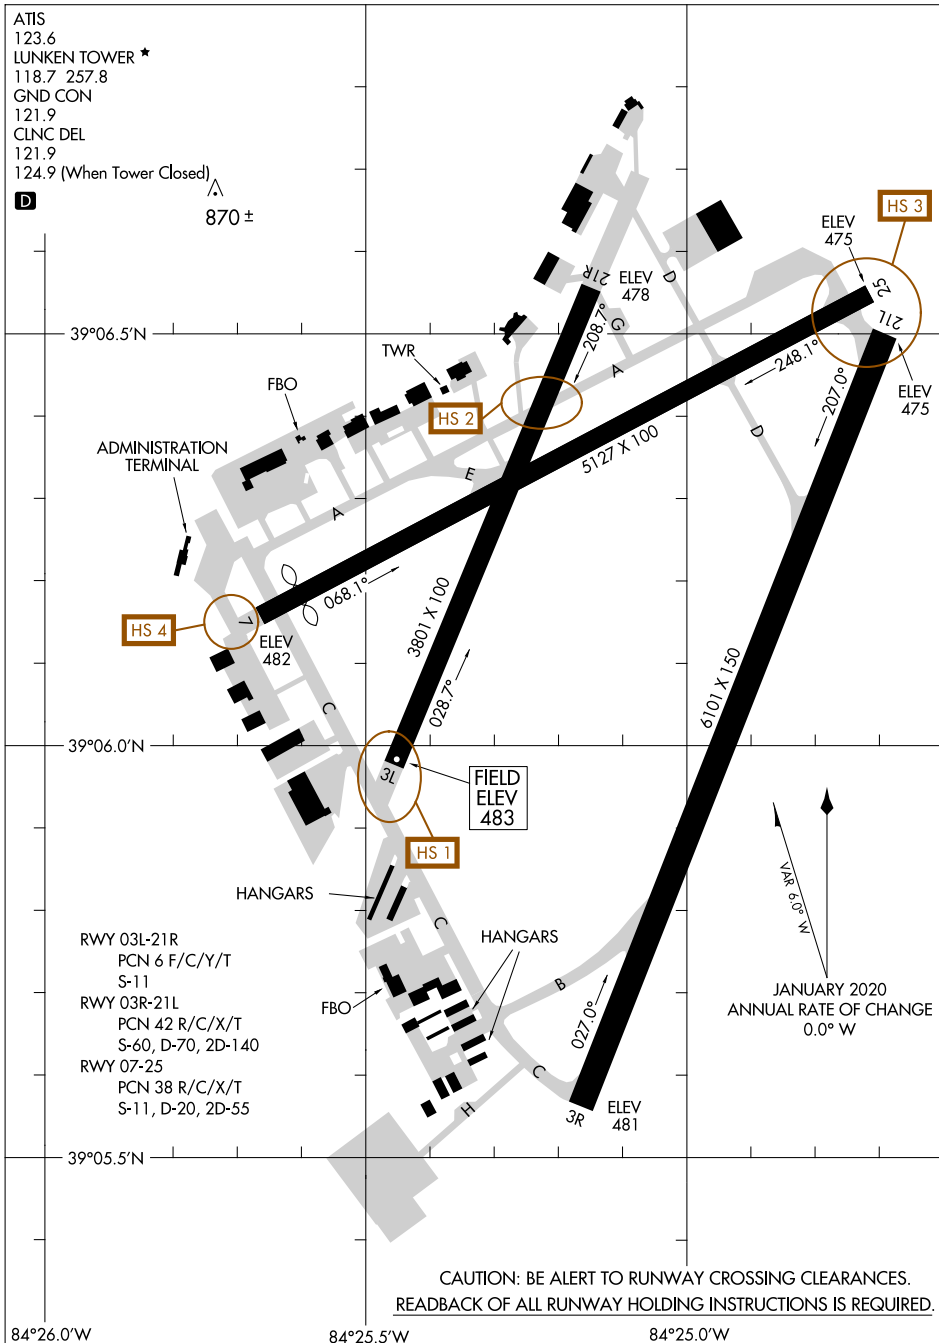 ATIS
123.6
LUNKEN TOWER ★
118.7 257.8
GND CON
121.9
CLNC DEL
121.9
124.9 (When Tower Closed)
D
870 ±
HS 3
ELEV
475
25
21L
ELEV
475
21R
ELEV
478
D
G
208.7°
A
248.1°
207.0°
39°06.5'N
TWR
FBO
HS 2
D
ADMINISTRATION
TERMINAL
5127 X 100
E
A
068.1°
3801 X 100
HS 4
7
ELEV
482
028.7°
6101 X 150
C
39°06.0'N
3L
FIELD
ELEV
483
HS 1
VAR 6.0° W
HANGARS
C
HANGARS
RWY 03L-21R
PCN 6 F/C/Y/T
S-11
RWY 03R-21L
PCN 42 R/C/X/T
S-60, D-70, 2D-140
RWY 07-25
PCN 38 R/C/X/T
S-11, D-20, 2D-55
FBO
B
027.0°
JANUARY 2020
ANNUAL RATE OF CHANGE
0.0° W
C
H
3R
ELEV
481
39°05.5'N
CAUTION: BE ALERT TO RUNWAY CROSSING CLEARANCES.
READBACK OF ALL RUNWAY HOLDING INSTRUCTIONS IS REQUIRED.
84°26.0'W
84°25.5'W
84°25.0'W